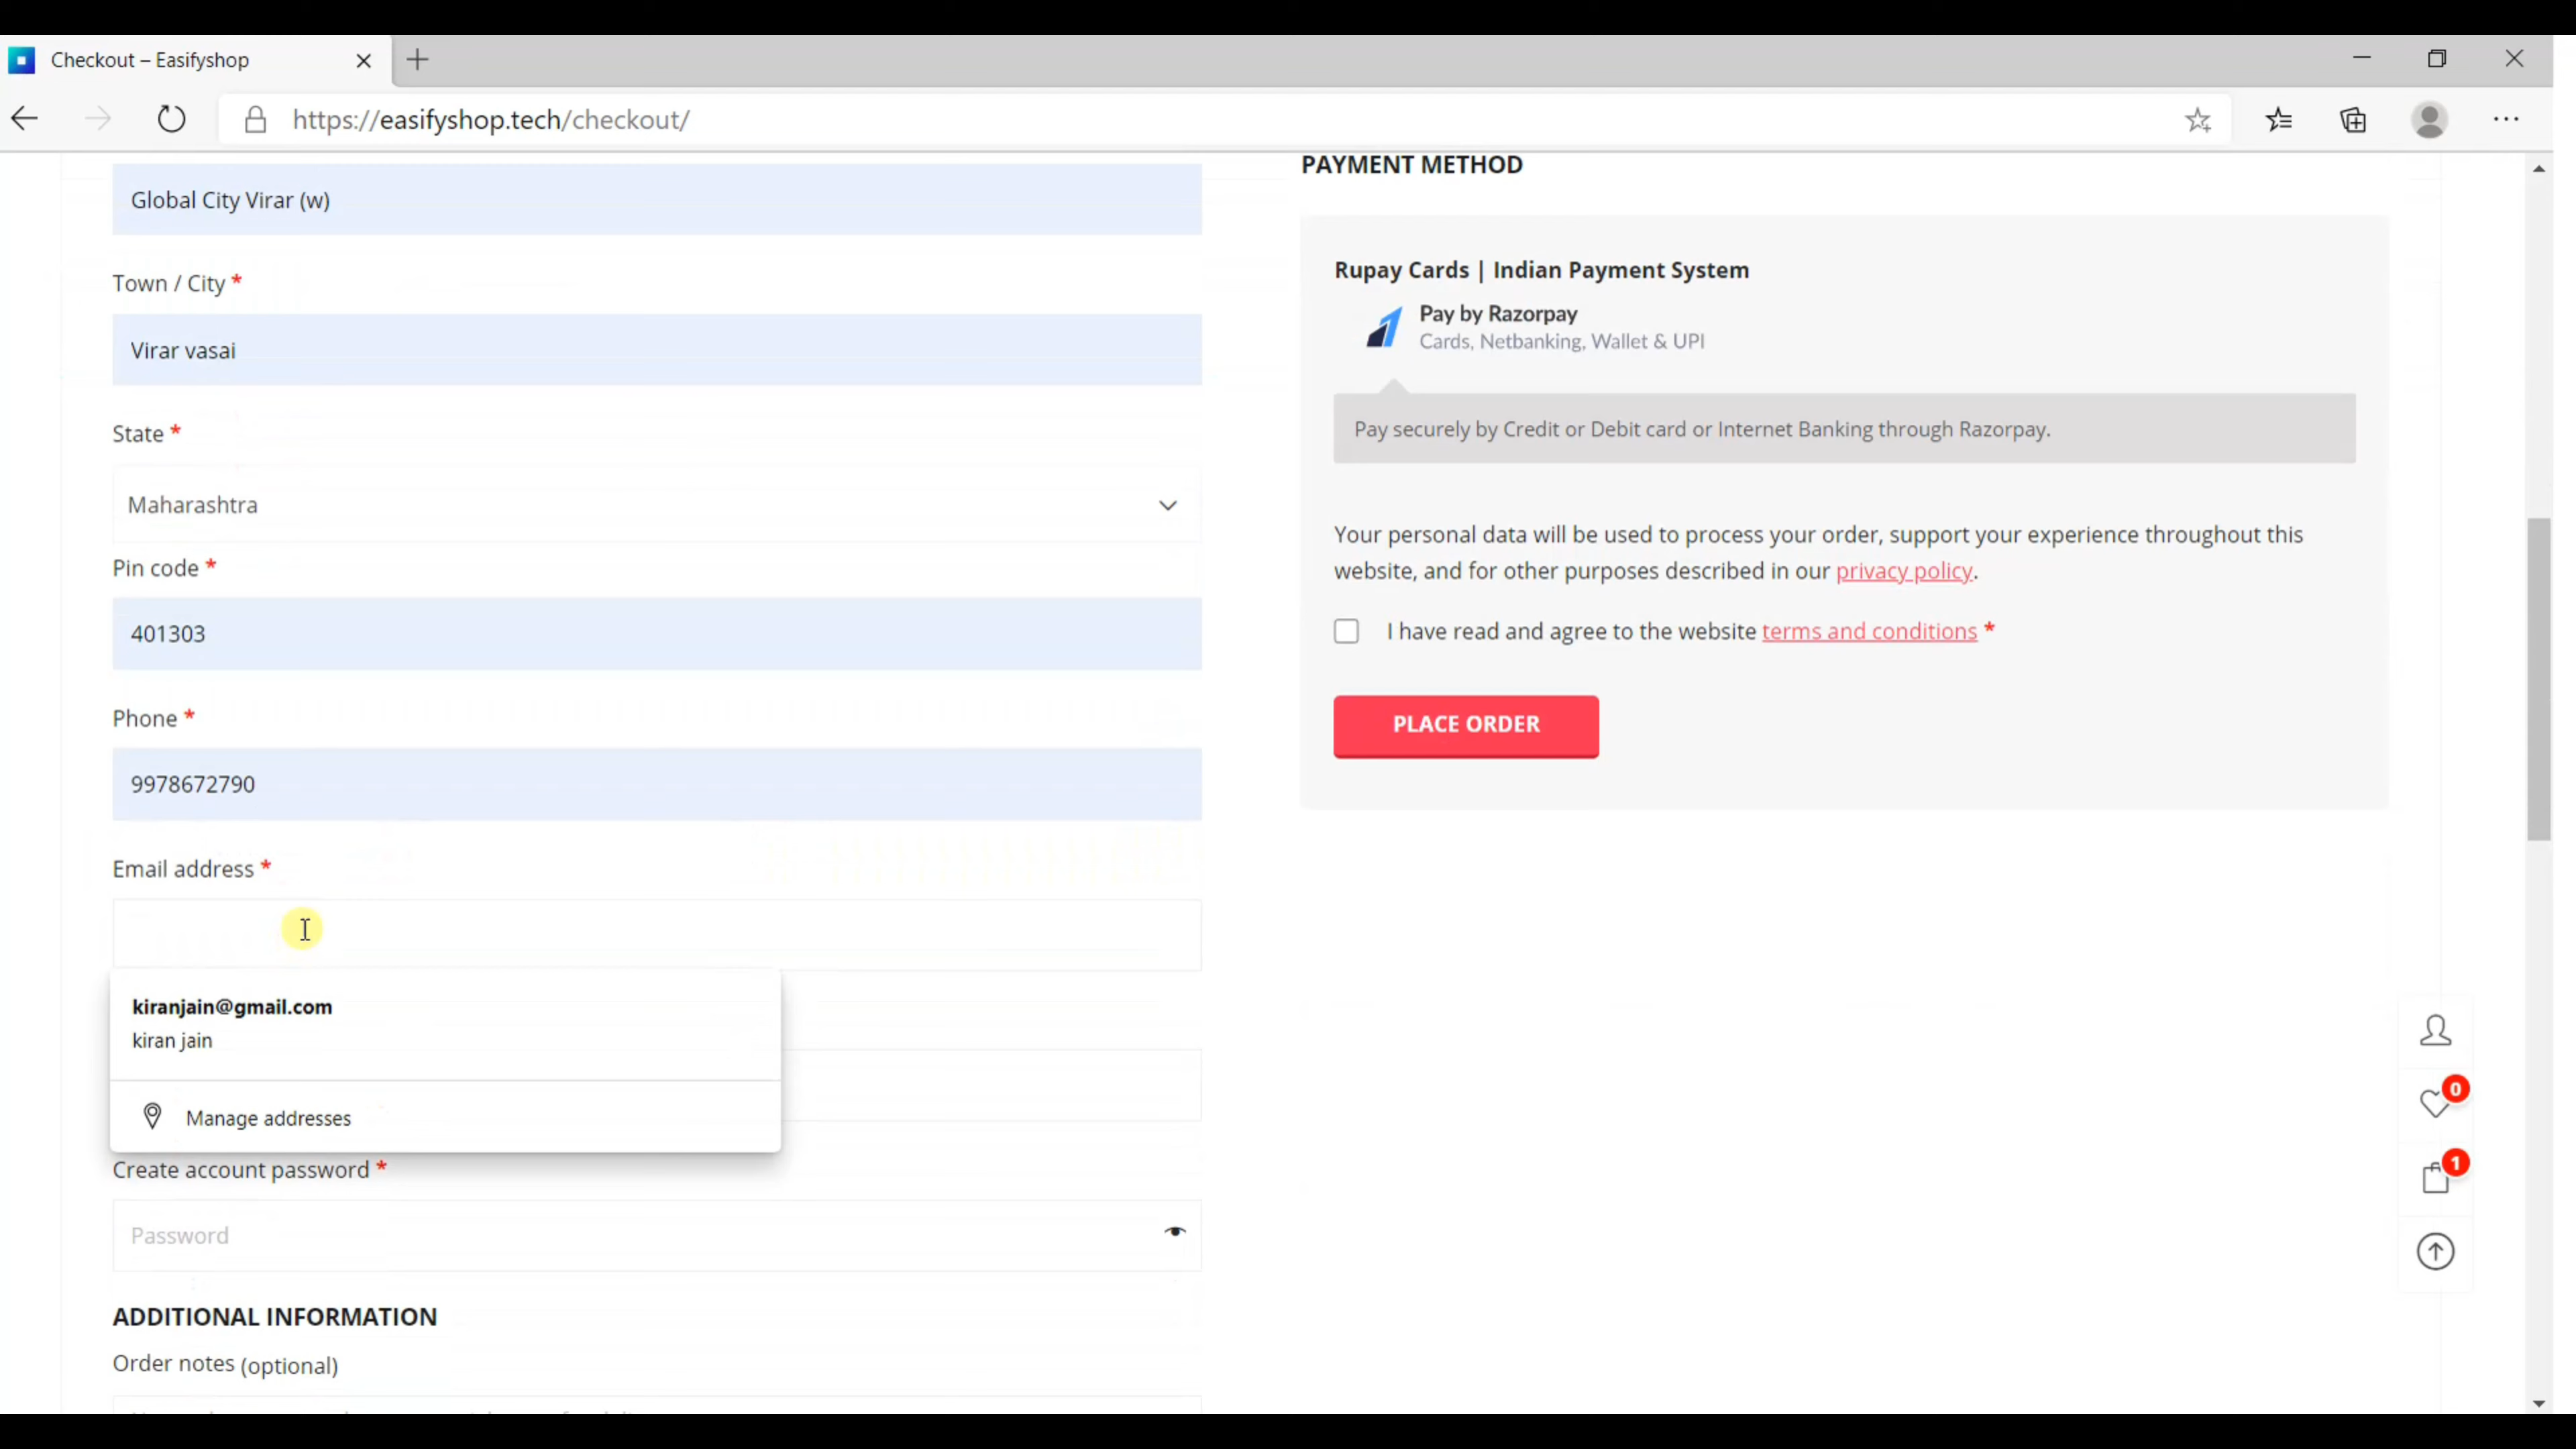 Checkout – Easifyshop
https://easifyshop.tech/checkout/
Global City Virar (w)
Town / City *
Virar vasai
State *
Maharashtra
Pin code *
401303
Phone *
9978672790
Email address *
kiranjain@gmail.com
kiran jain
Manage addresses
Create account password *
Password
ADDITIONAL INFORMATION
Order notes (optional)
PAYMENT METHOD
Rupay Cards | Indian Payment System
Pay by Razorpay
Cards, Netbanking, Wallet & UPI
Pay securely by Credit or Debit card or Internet Banking through Razorpay.
Your personal data will be used to process your order, support your experience throughout this
website, and for other purposes described in our privacy policy.
I have read and agree to the website terms and conditions *
PLACE ORDER
0
1